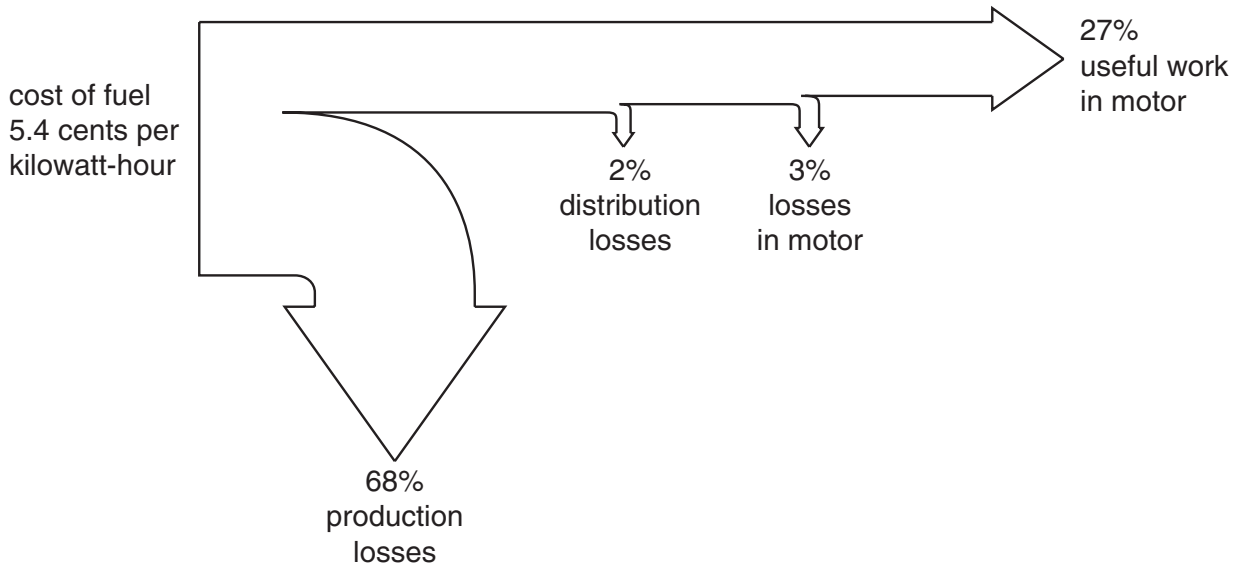 27%
useful work
in motor
cost of fuel
5.4 cents per
kilowatt-hour
2%
distribution
losses
3%
losses
in motor
68%
production
losses